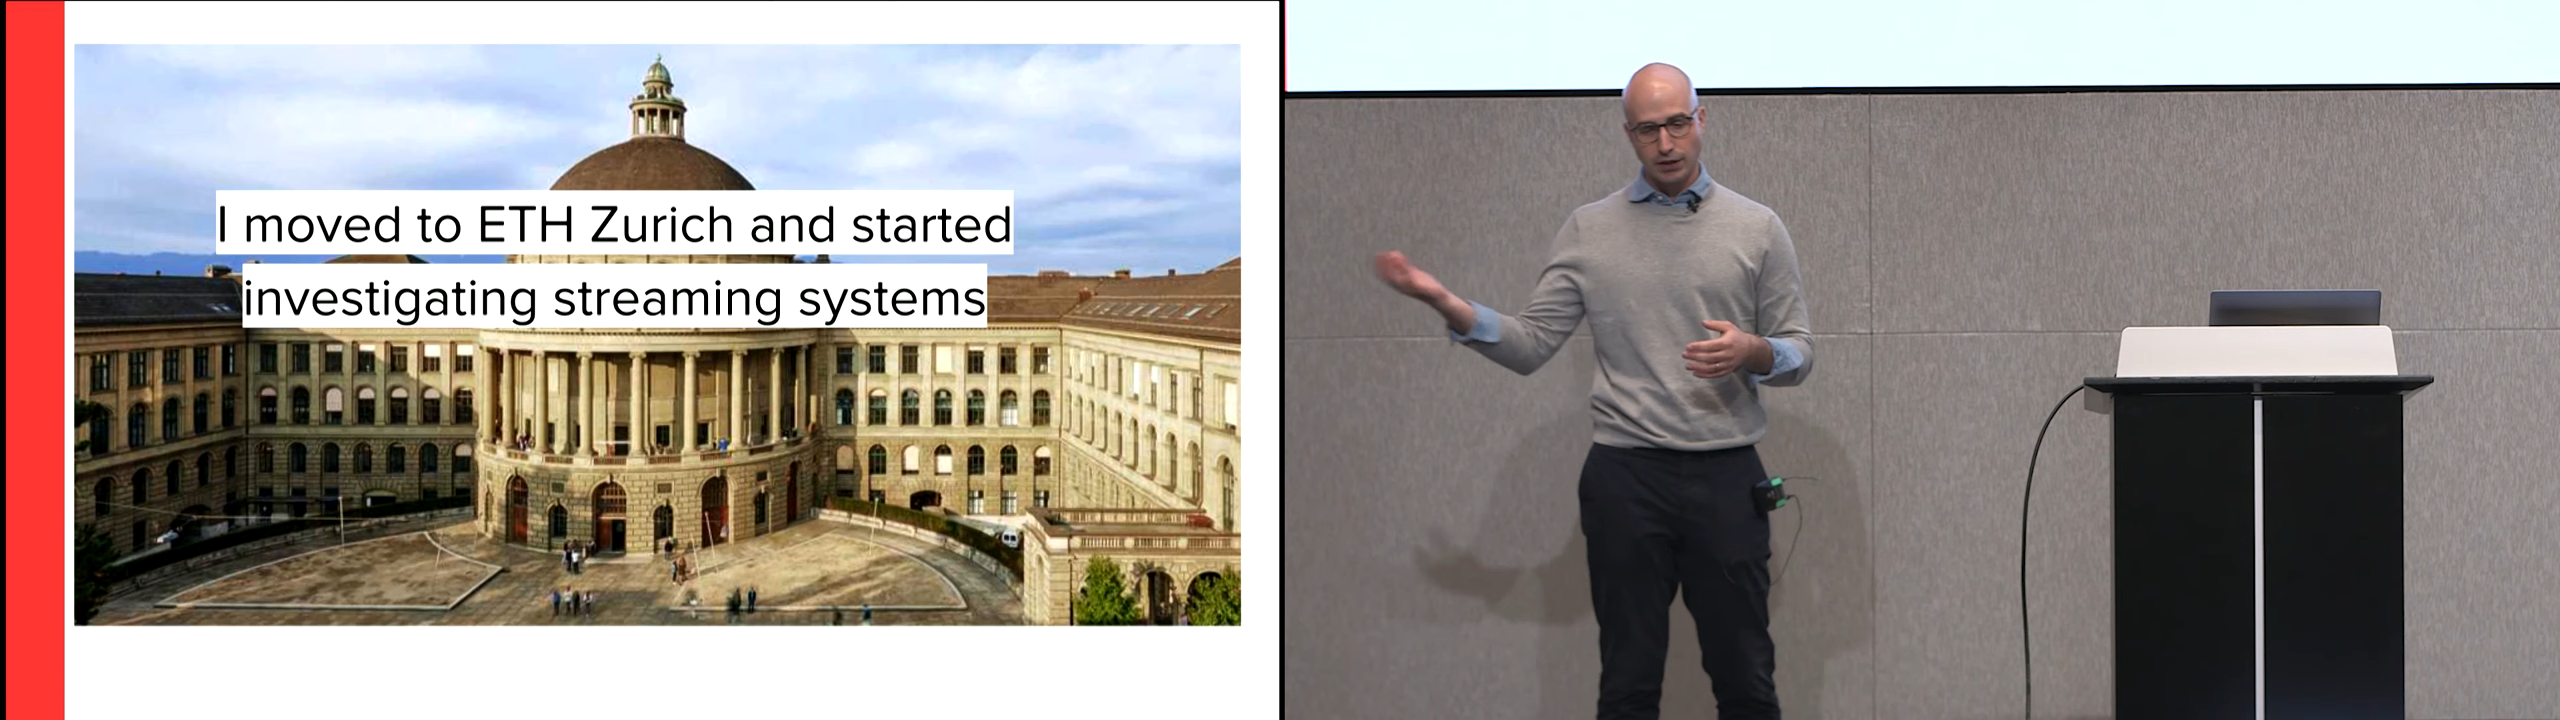 I moved to ETH Zurich and started
investigating streaming systems